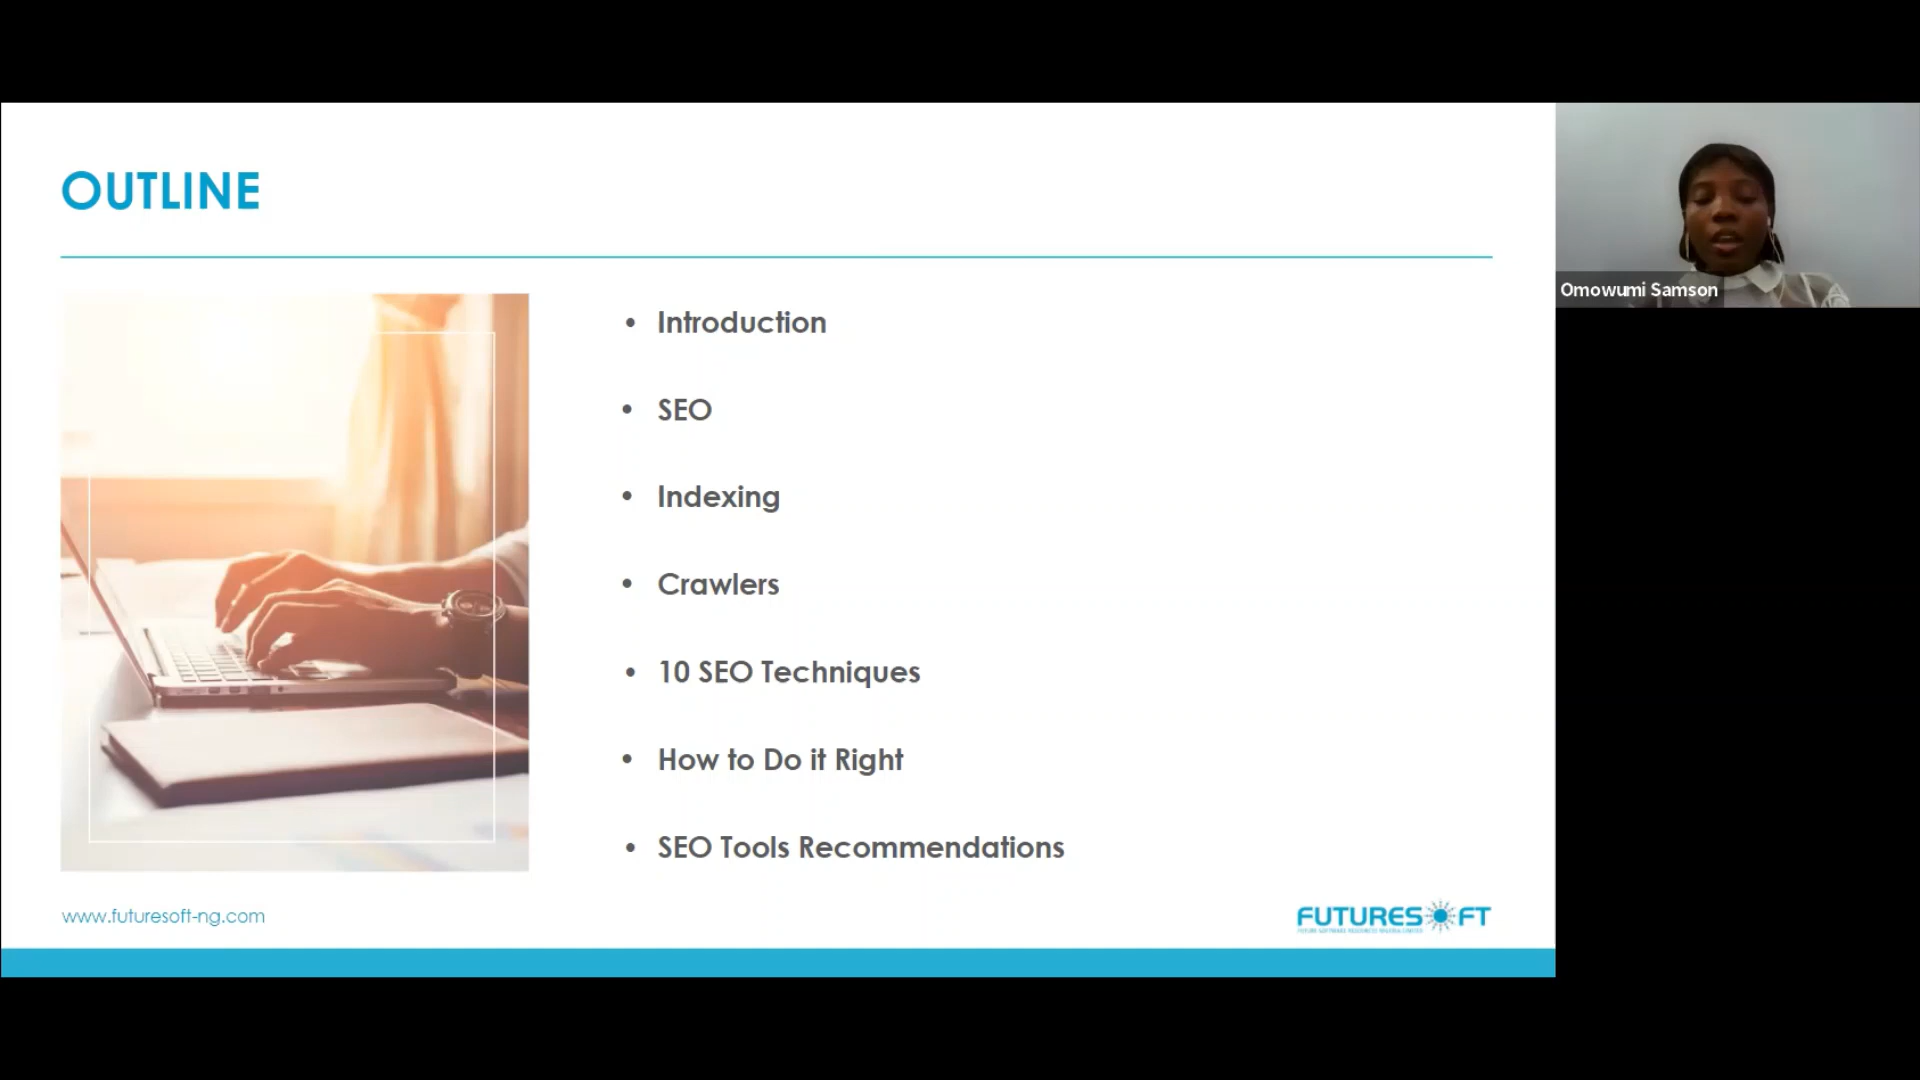 OUTLINE
• Introduction
• SEO
• Indexing
• Crawlers
• 10 SEO Techniques
• How to Do it Right
• SEO Tools Recommendations
www.futuresoft-ng.com
FUTURESOFT
Omowumi Samson